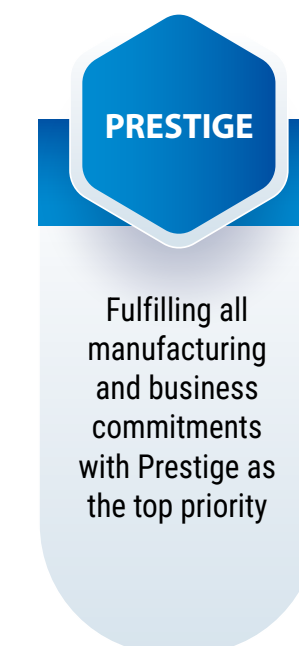 PRESTIGE
Fulfilling all
manufacturing
and business
commitments
with Prestige as
the top priority